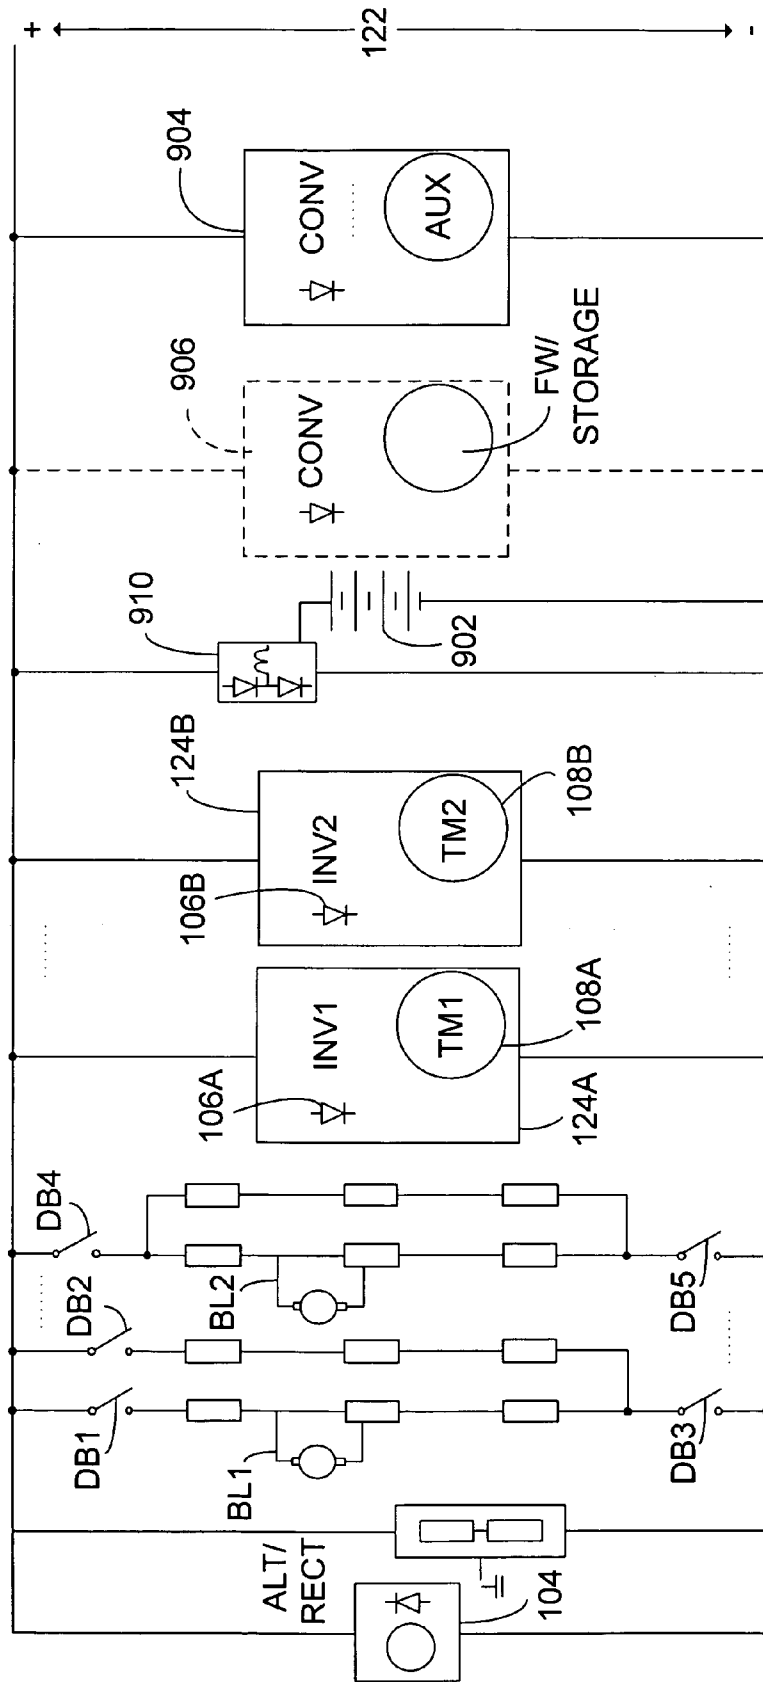 +
122
-
904
CONV
AUX
906
CONV
FW/
STORAGE
910
902
124B
INV2
106B
TM2
108B
INV1
106A
TM1
108A
124A
DB4
DB2
DB1
BL2
BL1
DB5
DB3
ALT/
RECT
104